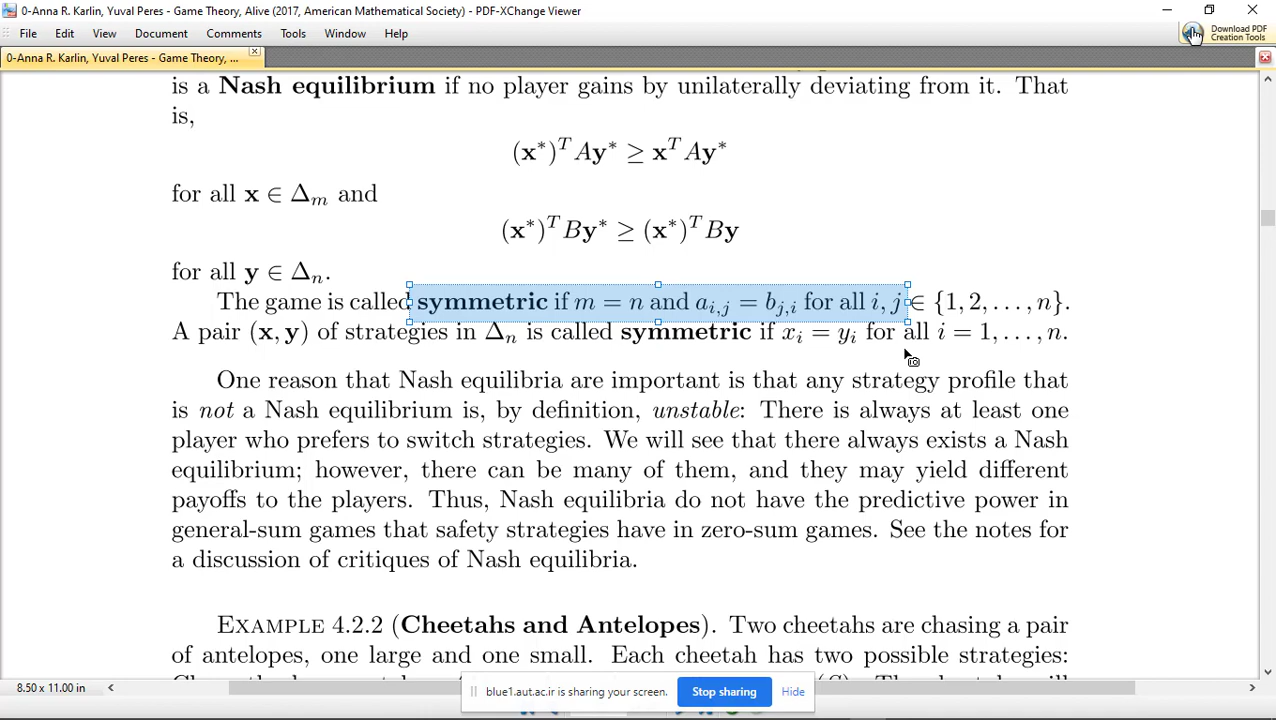 0-Anna R. Karlin, Yuval Peres - Game Theory, Alive (2017, American Mathematical Society) - PDF-XChange Viewer
File Edit View Document Comments Tools Window Help
Download PDF
Creation Tools
0-Anna R. Karlin, Yuval Peres - Game Theory, ...
is a Nash equilibrium if no player gains by unilaterally deviating from it. That
is,
(x*)ᵀAy* ≥ xᵀAy*
for all x ∈ Δₘ and
(x*)ᵀBy* ≥ (x*)ᵀBy
for all y ∈ Δₙ.
The game is called symmetric if m = n and a_{i,j} = b_{j,i} for all i, j ∈ {1, 2, . . . , n}.
A pair (x, y) of strategies in Δₙ is called symmetric if xᵢ = yᵢ for all i = 1, . . . , n.
One reason that Nash equilibria are important is that any strategy profile that
is not a Nash equilibrium is, by definition, unstable: There is always at least one
player who prefers to switch strategies. We will see that there always exists a Nash
equilibrium; however, there can be many of them, and they may yield different
payoffs to the players. Thus, Nash equilibria do not have the predictive power in
general-sum games that safety strategies have in zero-sum games. See the notes for
a discussion of critiques of Nash equilibria.
Example 4.2.2 (Cheetahs and Antelopes). Two cheetahs are chasing a pair
of antelopes, one large and one small. Each cheetah has two possible strategies:
8.50 x 11.00 in
blue1.aut.ac.ir is sharing your screen.
Stop sharing
Hide